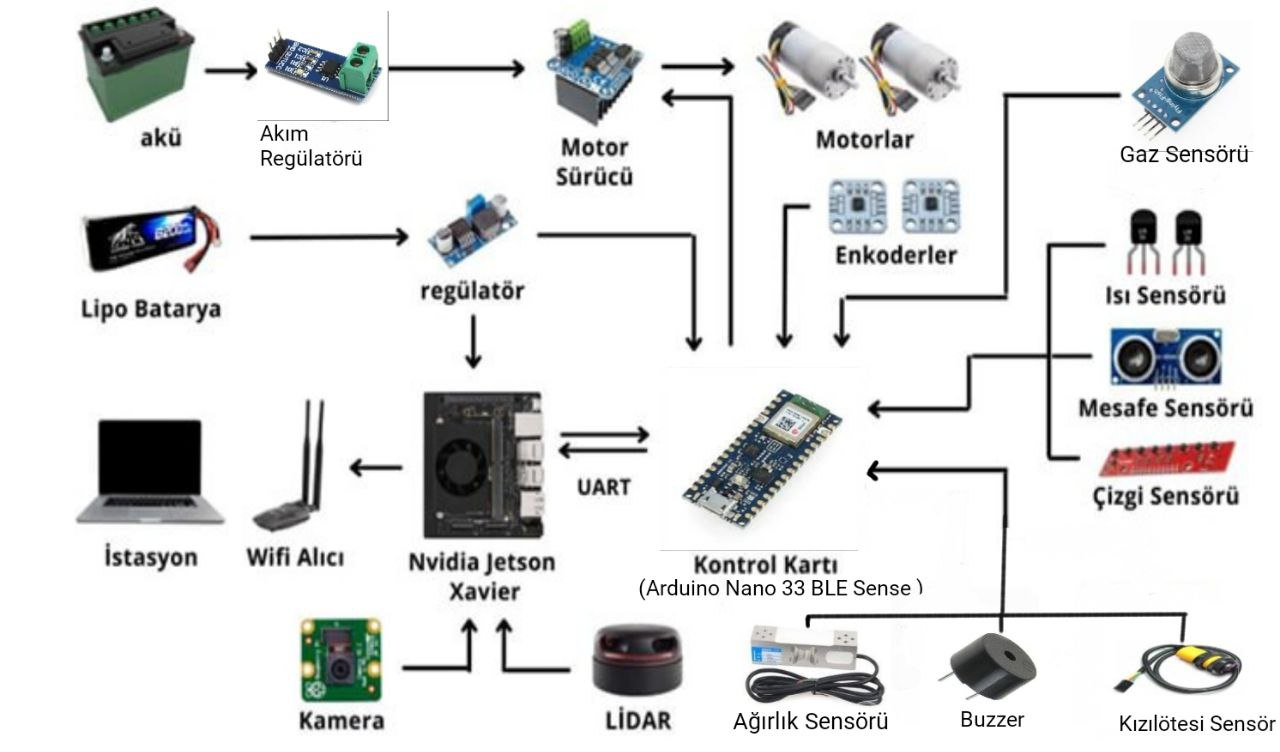 akü
Akım
Regülatörü
Motor
Sürücü
Motorlar
Gaz Sensörü
Enkoderler
Lipo Batarya
regülatör
Isı Sensörü
Mesafe Sensörü
Çizgi Sensörü
UART
İstasyon
Wifi Alıcı
Nvidia Jetson
Xavier
Kontrol Kartı
(Arduino Nano 33 BLE Sense )
Kamera
LİDAR
Ağırlık Sensörü
Buzzer
Kızılötesi Sensör